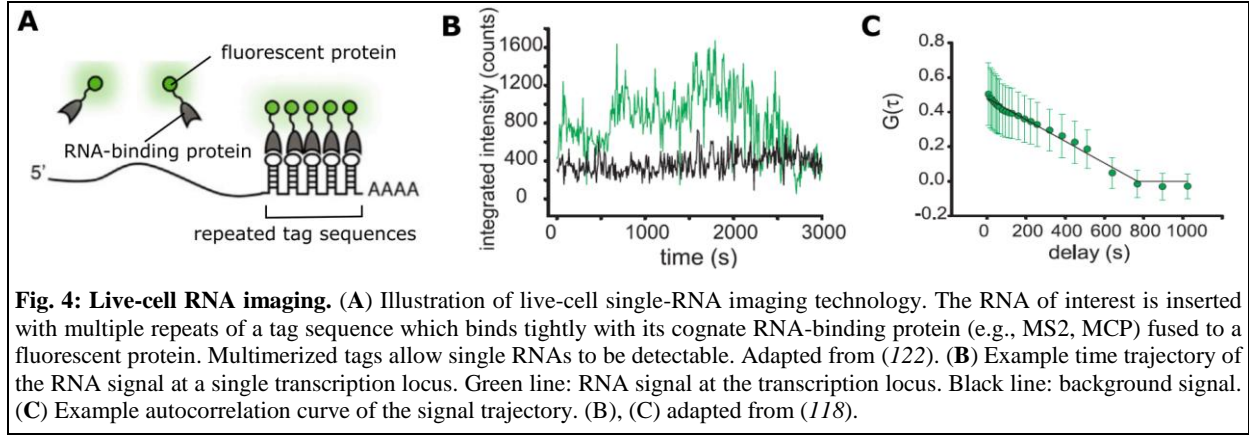 A
fluorescent protein
RNA-binding protein
5’
AAAA
repeated tag sequences
B
integrated intensity (counts)
1600
1200
800
400
0
0
1000
2000
3000
time (s)
C
G(τ)
0.8
0.6
0.4
0.2
0.0
-0.2
0
200
400
600
800
1000
delay (s)
Fig. 4: Live-cell RNA imaging. (A) Illustration of live-cell single-RNA imaging technology. The RNA of interest is inserted
with multiple repeats of a tag sequence which binds tightly with its cognate RNA-binding protein (e.g., MS2, MCP) fused to a
fluorescent protein. Multimerized tags allow single RNAs to be detectable. Adapted from (122). (B) Example time trajectory of
the RNA signal at a single transcription locus. Green line: RNA signal at the transcription locus. Black line: background signal.
(C) Example autocorrelation curve of the signal trajectory. (B), (C) adapted from (118).